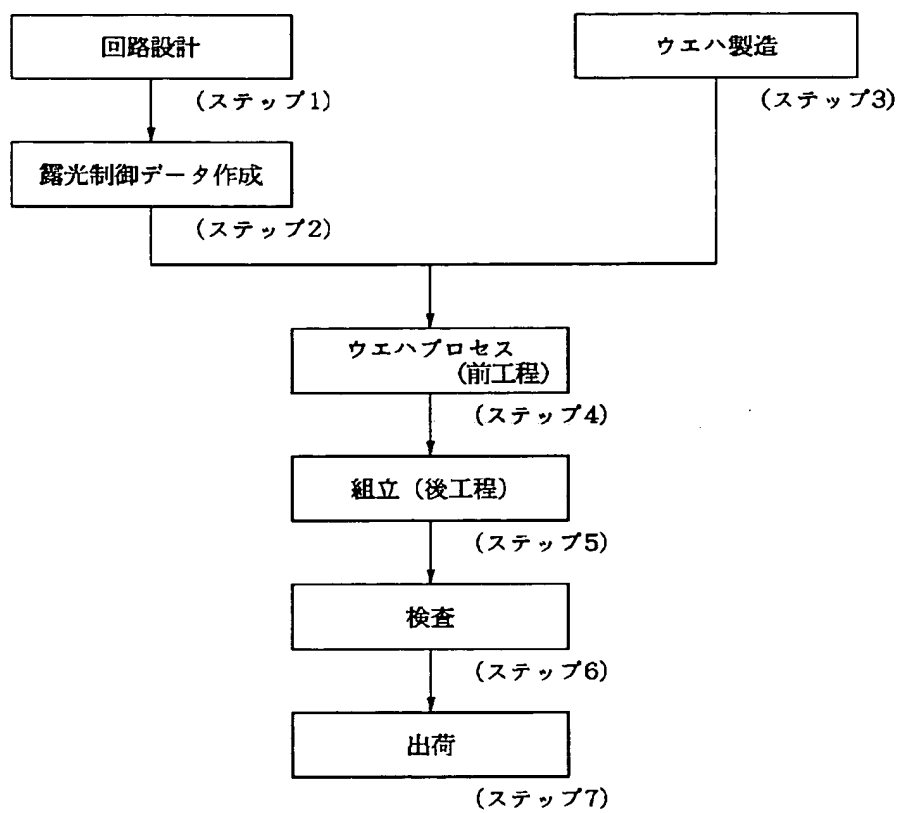 回路設計
(ステップ1)
露光制御データ作成
(ステップ2)
ウエハ製造
(ステップ3)
ウエハプロセス
(前工程)
(ステップ4)
組立(後工程)
(ステップ5)
検査
(ステップ6)
出荷
(ステップ7)